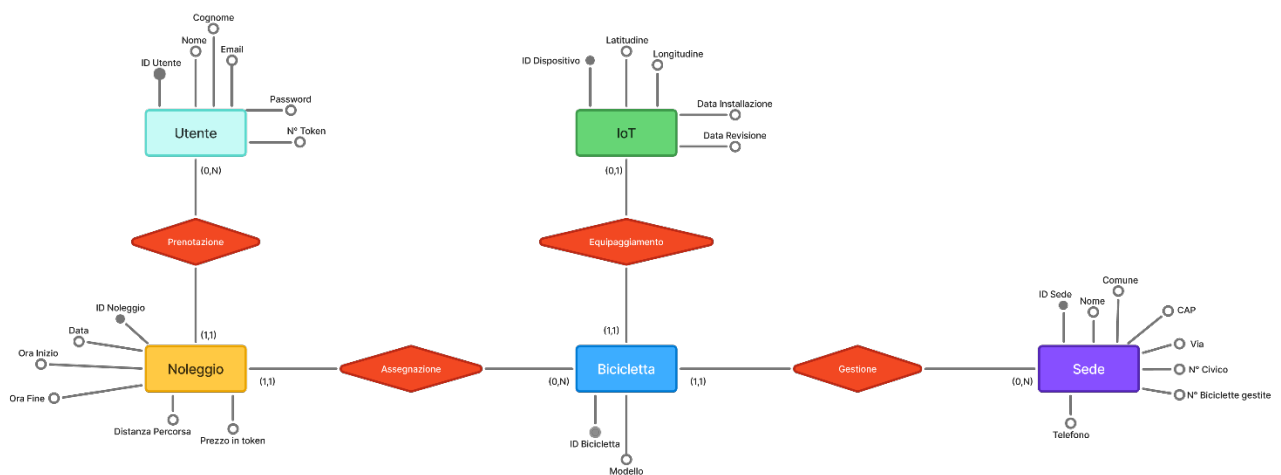 Cognome
Nome
Email
ID Utente
Password
N° Token
Utente
(0,N)
Latitudine
Longitudine
ID Dispositivo
Data Installazione
Data Revisione
IoT
(0,1)
Prenotazione
Equipaggiamento
ID Noleggio
Data
Ora Inizio
Ora Fine
(1,1)
Noleggio
(1,1)
Distanza Percorsa
Prezzo in token
Assegnazione
(0,N)
(1,1)
Bicicletta
(1,1)
ID Bicicletta
Modello
Gestione
(0,N)
Comune
ID Sede
Nome
CAP
Via
N° Civico
N° Biciclette gestite
Sede
Telefono